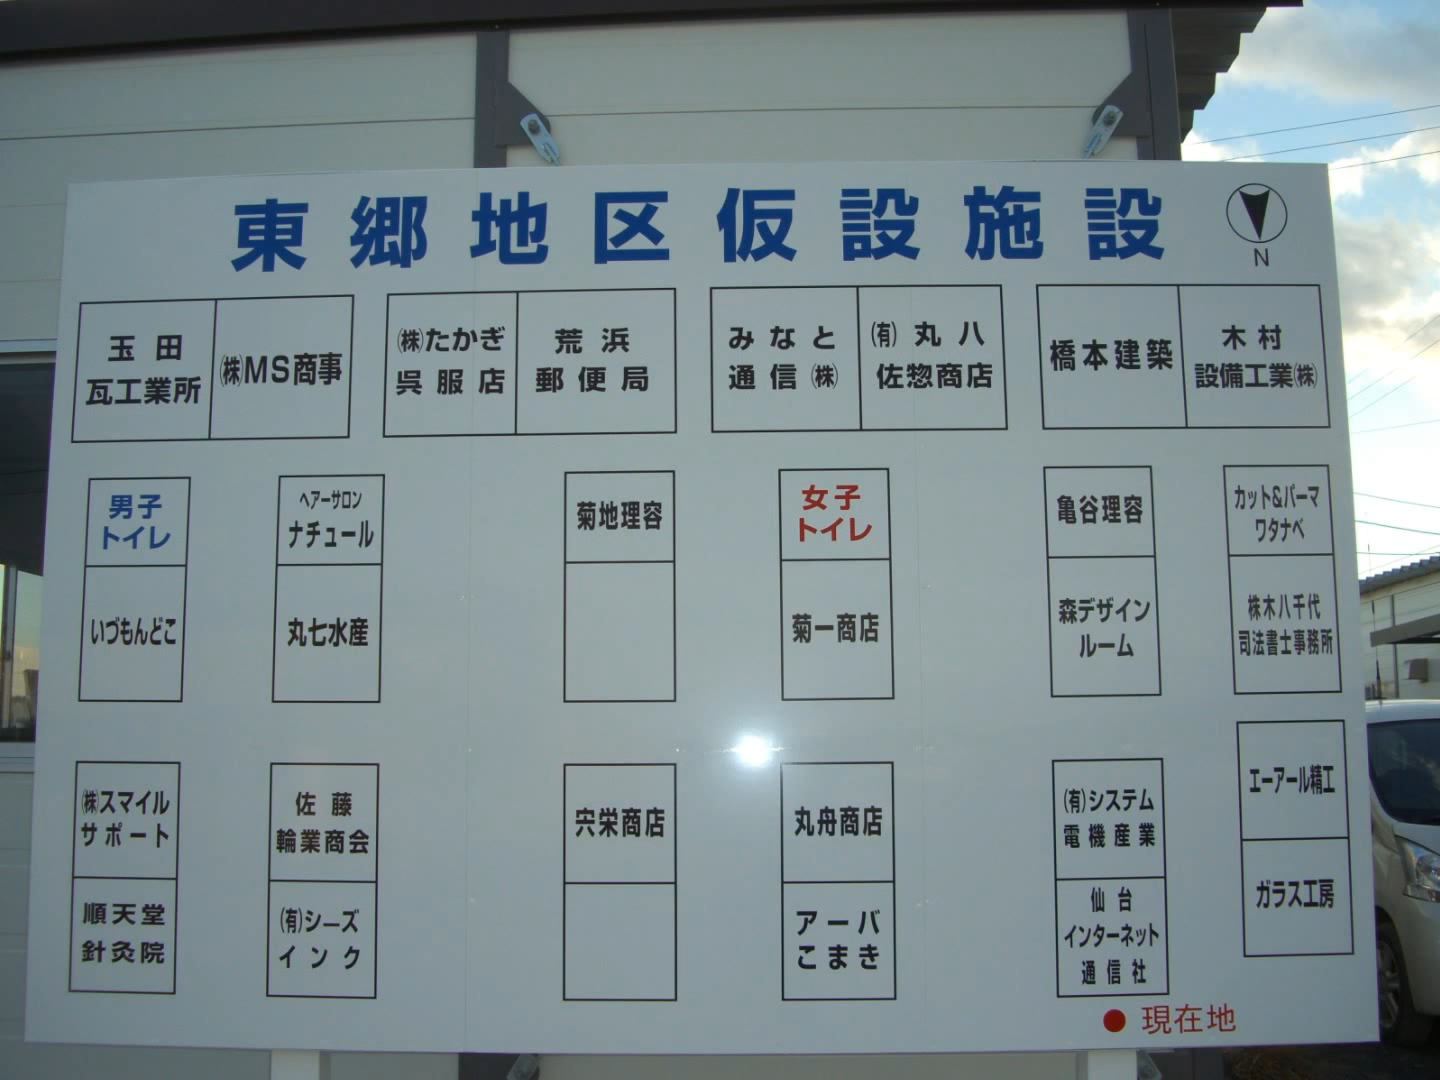 東郷地区仮設施設
N
玉田
瓦工業所
㈱MS商事
㈱たかぎ
呉服店
荒浜
郵便局
みなと
通信㈱
㈲丸八
佐惣商店
橋本建築
木村
設備工業㈱
男子
トイレ
いづもんどこ
ヘアーサロン
ナチュール
丸七水産
菊地理容
女子
トイレ
菊一商店
亀谷理容
森デザイン
ルーム
カット&パーマ
ワタナベ
株木八千代
司法書士事務所
㈱スマイル
サポート
順天堂
針灸院
佐藤
輪業商会
㈲シーズ
インク
宍栄商店
丸舟商店
アーバ
こまき
㈲システム
電機産業
仙台
インターネット
通信社
エーアール精工
ガラス工房
● 現在地